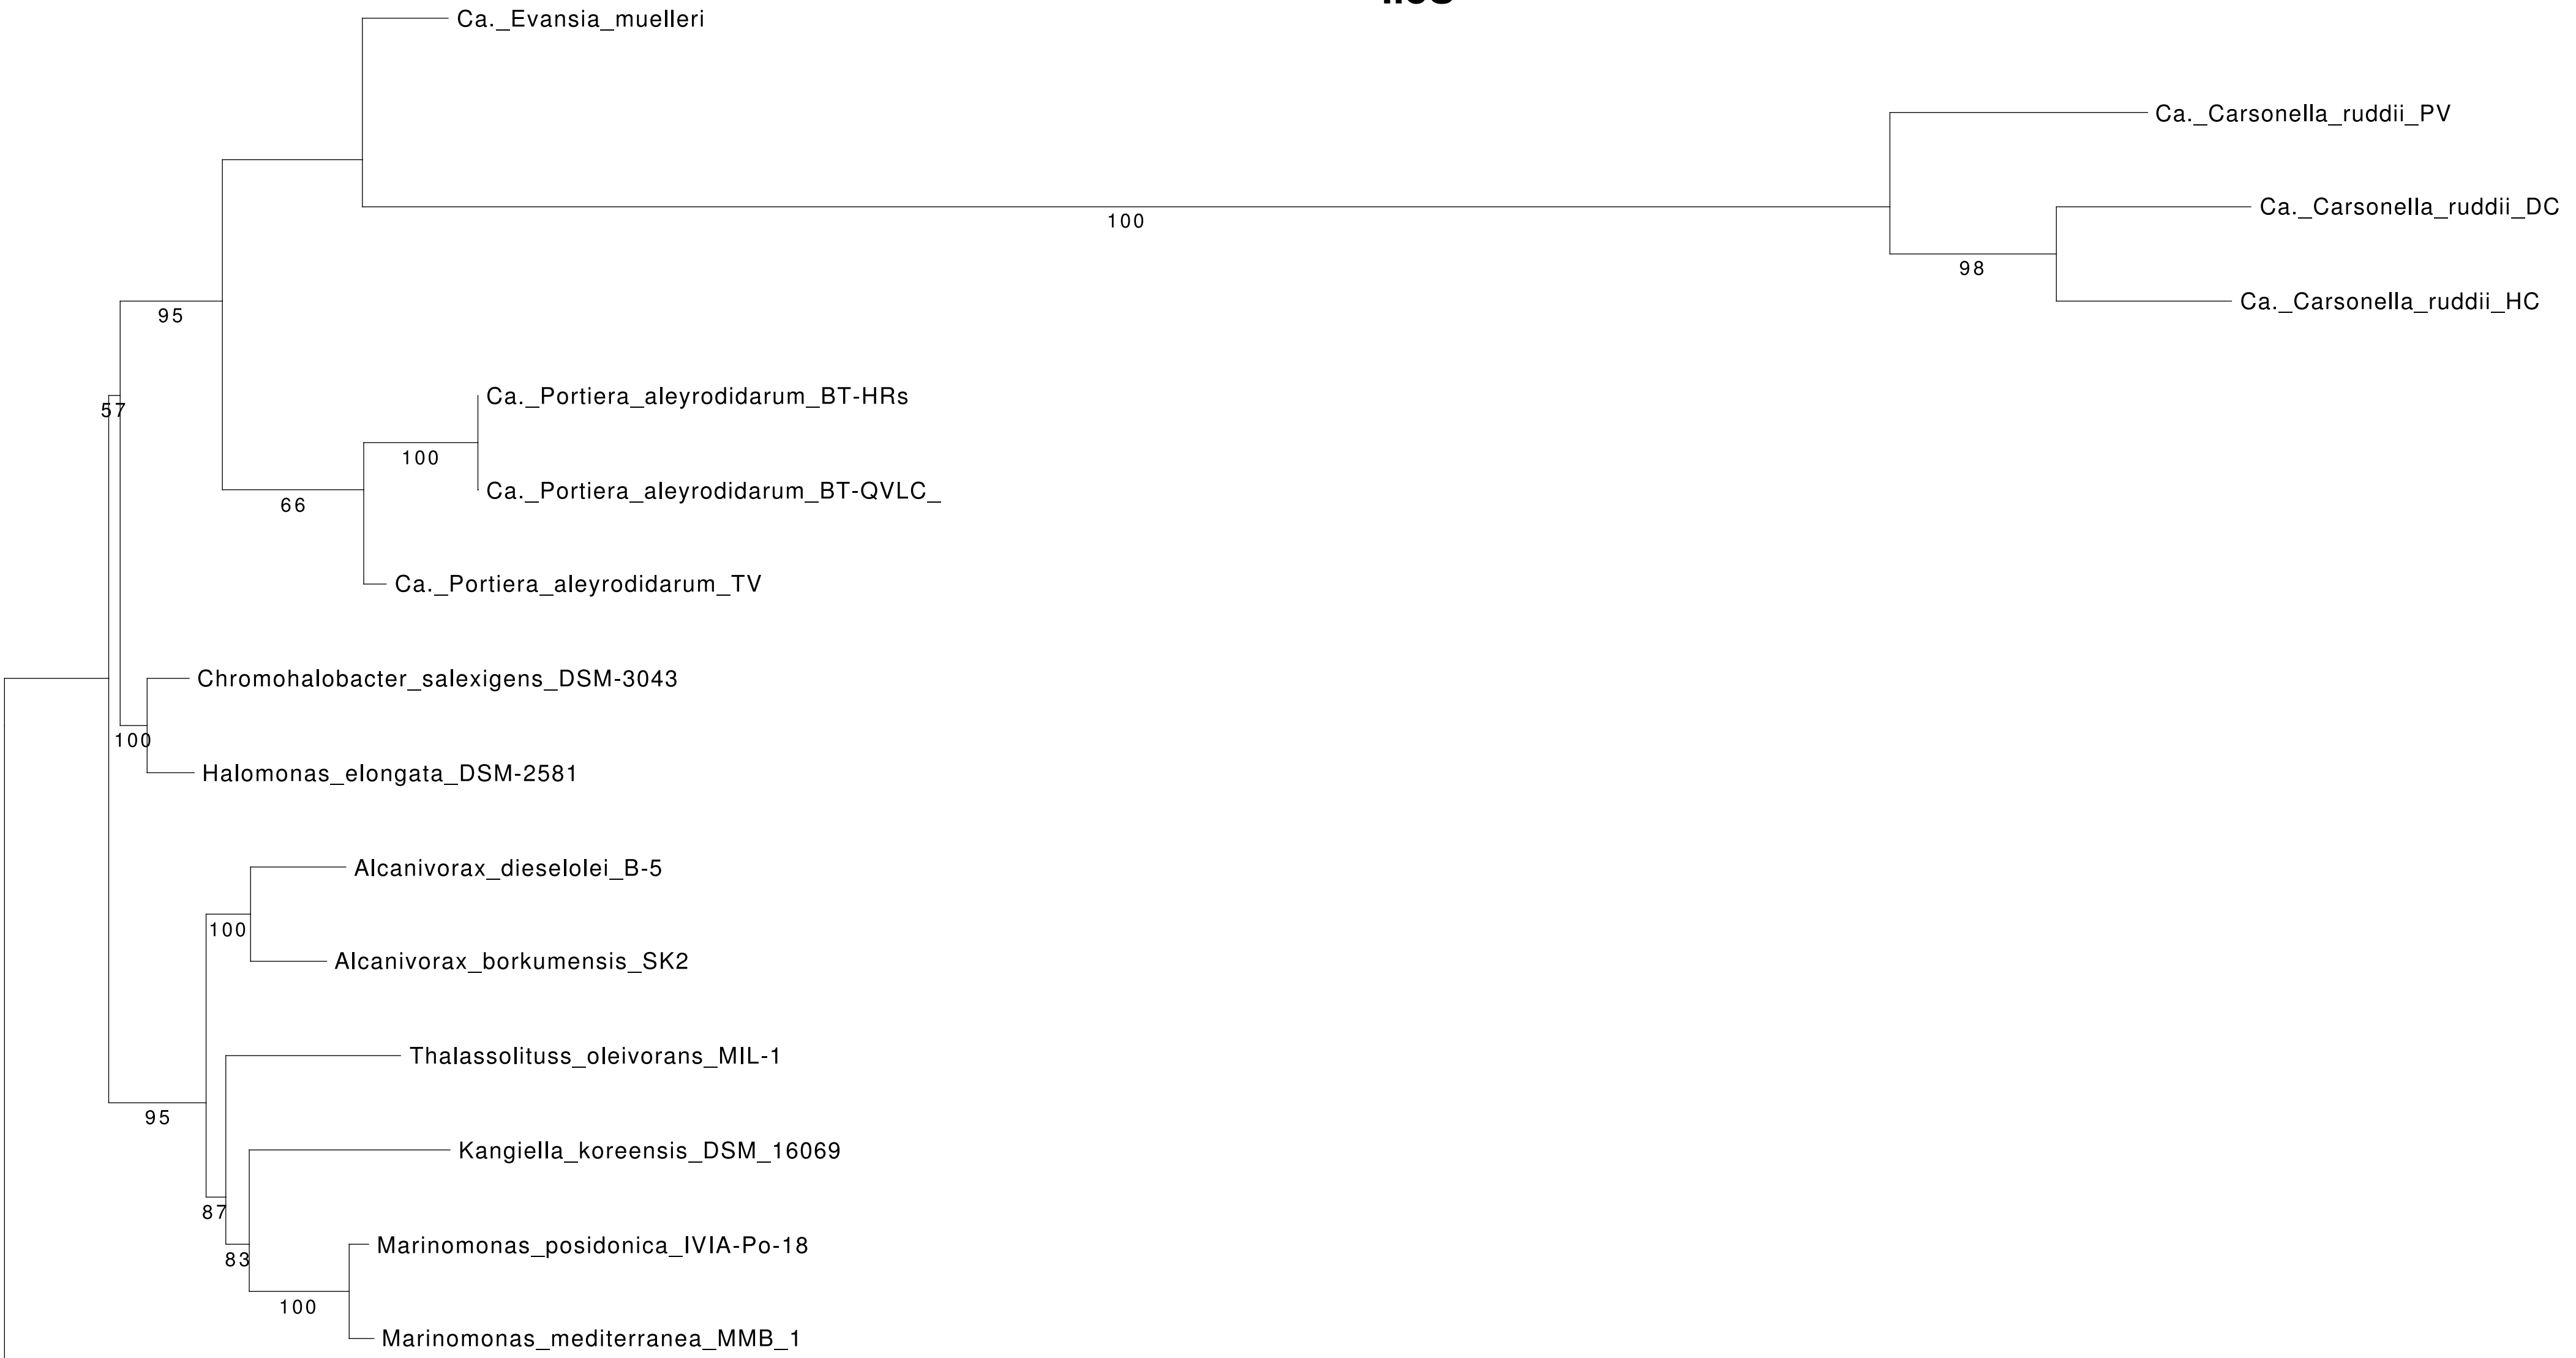 Ca._Evansia_muelleri
Ca._Carsonella_ruddii_PV
Ca._Carsonella_ruddii_DC
100
98
Ca._Carsonella_ruddii_HC
95
Ca._Portiera_aleyrodidarum_BT-HRs
57
100
Ca._Portiera_aleyrodidarum_BT-QVLC_
66
Ca._Portiera_aleyrodidarum_TV
Chromohalobacter_salexigens_DSM-3043
100
Halomonas_elongata_DSM-2581
Alcanivorax_dieselolei_B-5
100
Alcanivorax_borkumensis_SK2
Thalassolituss_oleivorans_MIL-1
95
Kangiella_koreensis_DSM_16069
87
Marinomonas_posidonica_IVIA-Po-18
83
100
Marinomonas_mediterranea_MMB_1